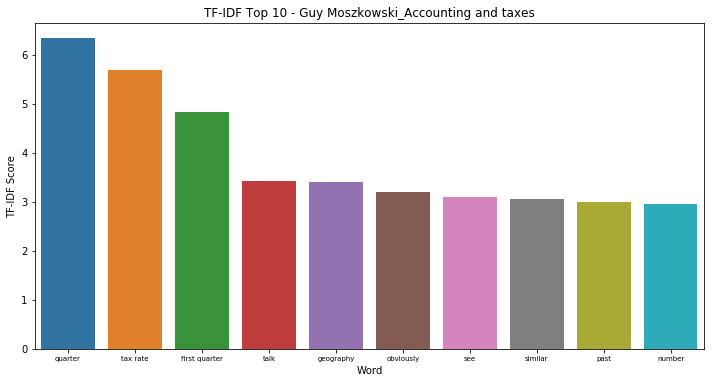 TF-IDF Top 10 - Guy Moszkowski_Accounting and taxes
6
5
4
3
2
1
0
TF-IDF Score
quarter tax rate first quarter talk geography obviously see similar past number
Word